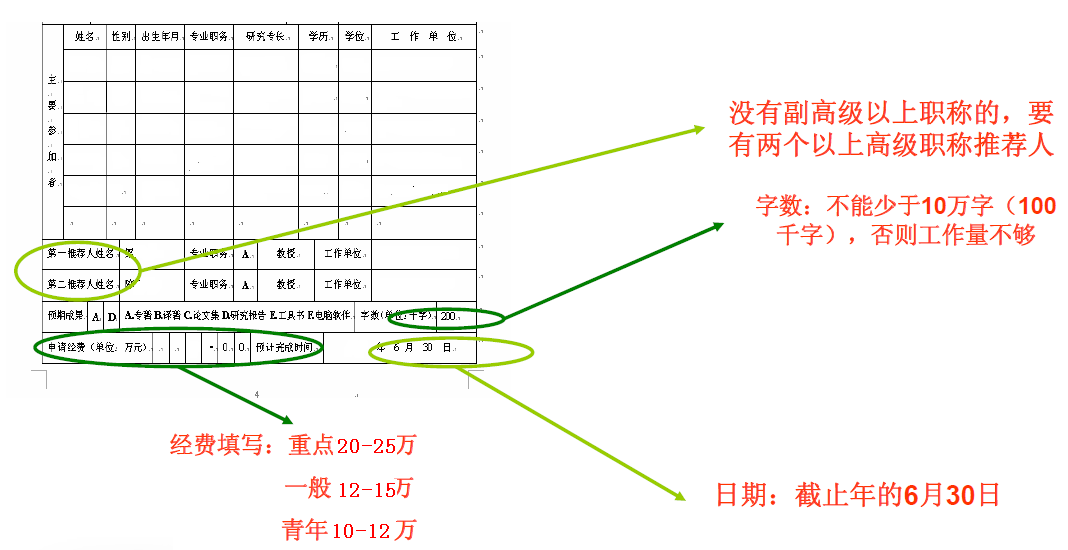 姓名 性别 出生年月 专业职务 研究专长 学历 学位 工 作 单 位
主要参加者
第一推荐人姓名 专业职务 A 教授 工作单位
第二推荐人姓名 专业职务 A 教授 工作单位
预期成果 A D A.专著B.译著C.论文集D.研究报告E.工具书F.电脑软件 字数(单位:千字) 200
申请经费(单位:万元) . 0 0 预计完成时间 年 6 月 30 日
4
没有副高级以上职称的,要
有两个以上高级职称推荐人
字数:不能少于10万字(100
千字),否则工作量不够
经费填写:重点20-25万
一般 12-15万
青年10-12 万
日期:截止年的6月30日